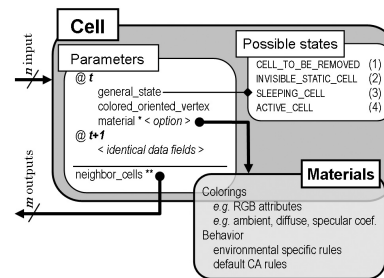 Cell
n input
Parameters
@ t
general_state
colored_oriented_vertex
material * < option >
@ t+1
< identical data fields >
neighbor_cells **
m outputs
Possible states
CELL_TO_BE_REMOVED (1)
INVISIBLE_STATIC_CELL (2)
SLEEPING_CELL (3)
ACTIVE_CELL (4)
Materials
Colorings
e.g. RGB attributes
e.g. ambient, diffuse, specular coef.
Behavior
environmental specific rules
default CA rules